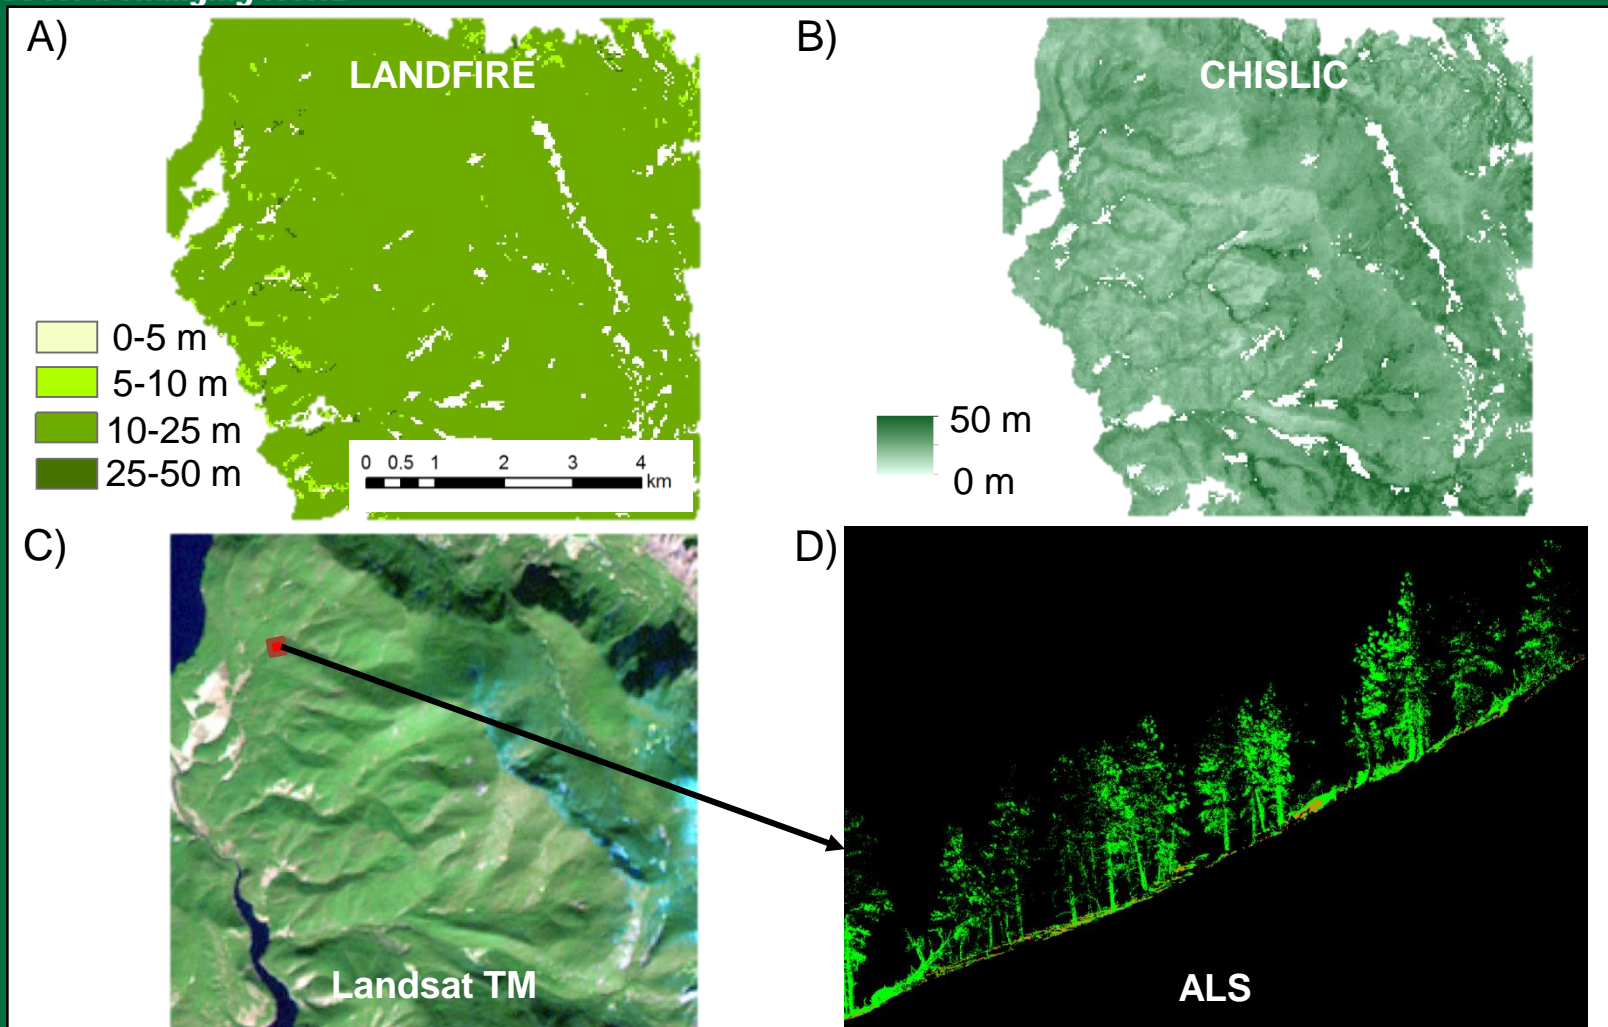 A)
LANDFIRE
0-5 m
5-10 m
10-25 m
25-50 m
0 0.5 1 2 3 4
km
B)
CHISLIC
50 m
0 m
C)
Landsat TM
D)
ALS